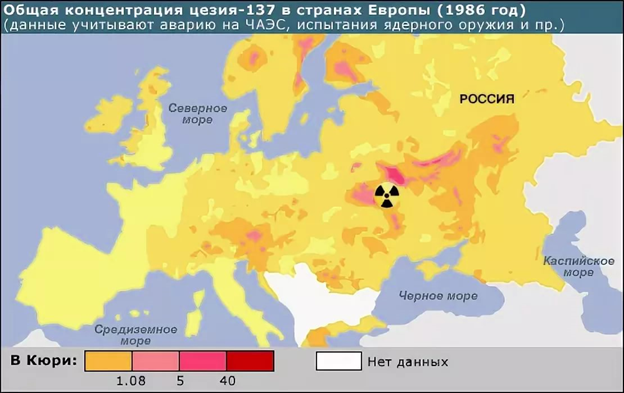 Общая концентрация цезия-137 в странах Европы (1986 год)
(данные учитывают аварию на ЧАЭС, испытания ядерного оружия и пр.)
РОССИЯ
Северное
море
Каспийское
море
Черное море
Средиземное
море
В Кюри:
Нет данных
1.08 5 40